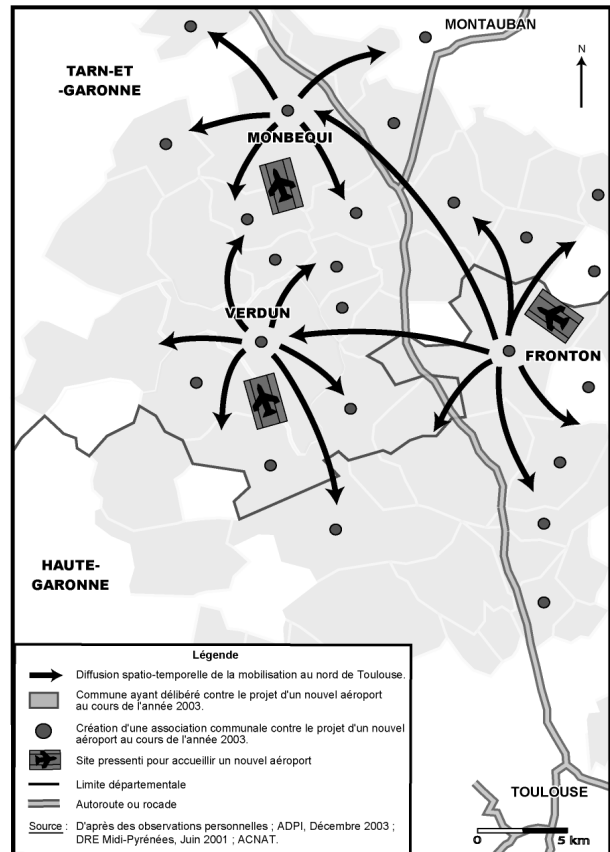 MONTAUBAN
N
TARN-ET
-GARONNE
MONBEQUI
VERDUN
FRONTON
HAUTE-
GARONNE
Légende
Diffusion spatio-temporelle de la mobilisation au nord de Toulouse.
Commune ayant délibéré contre le projet d'un nouvel aéroport
au cours de l'année 2003.
Création d'une association communale contre le projet d'un nouvel
aéroport au cours de l'année 2003.
Site pressenti pour accueillir un nouvel aéroport
Limite départementale
Autoroute ou rocade
Source : D'après des observations personnelles ; ADPI, Décembre 2003 ;
DRE Midi-Pyrénées, Juin 2001 ; ACNAT.
TOULOUSE
0 5 km